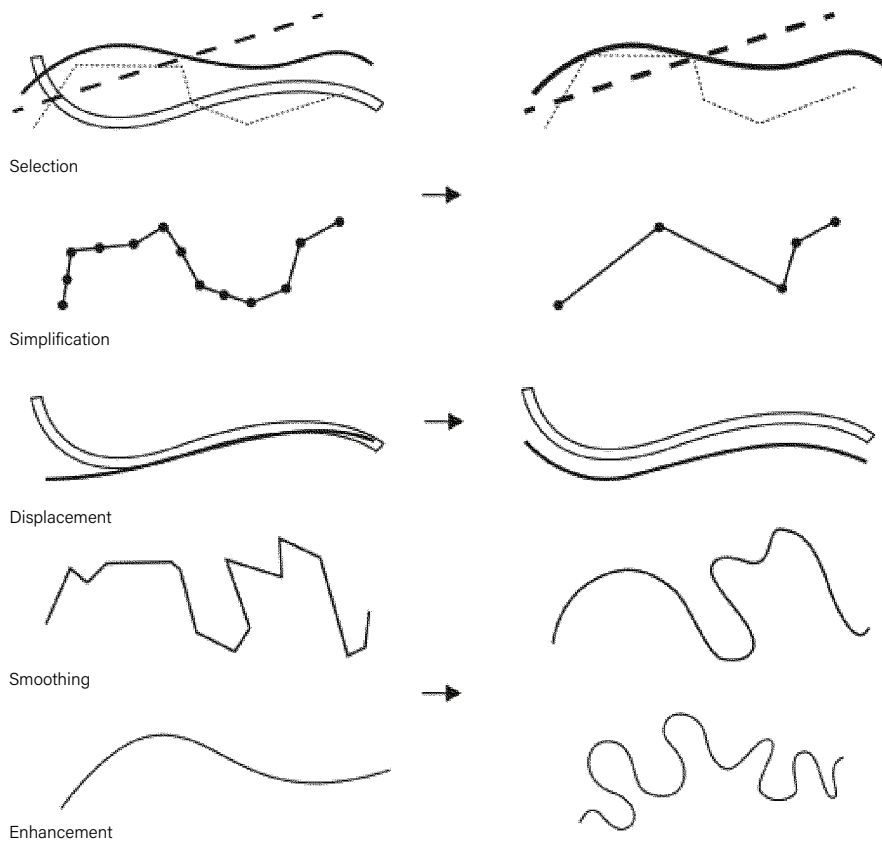 Selection
Simplification
Displacement
Smoothing
Enhancement